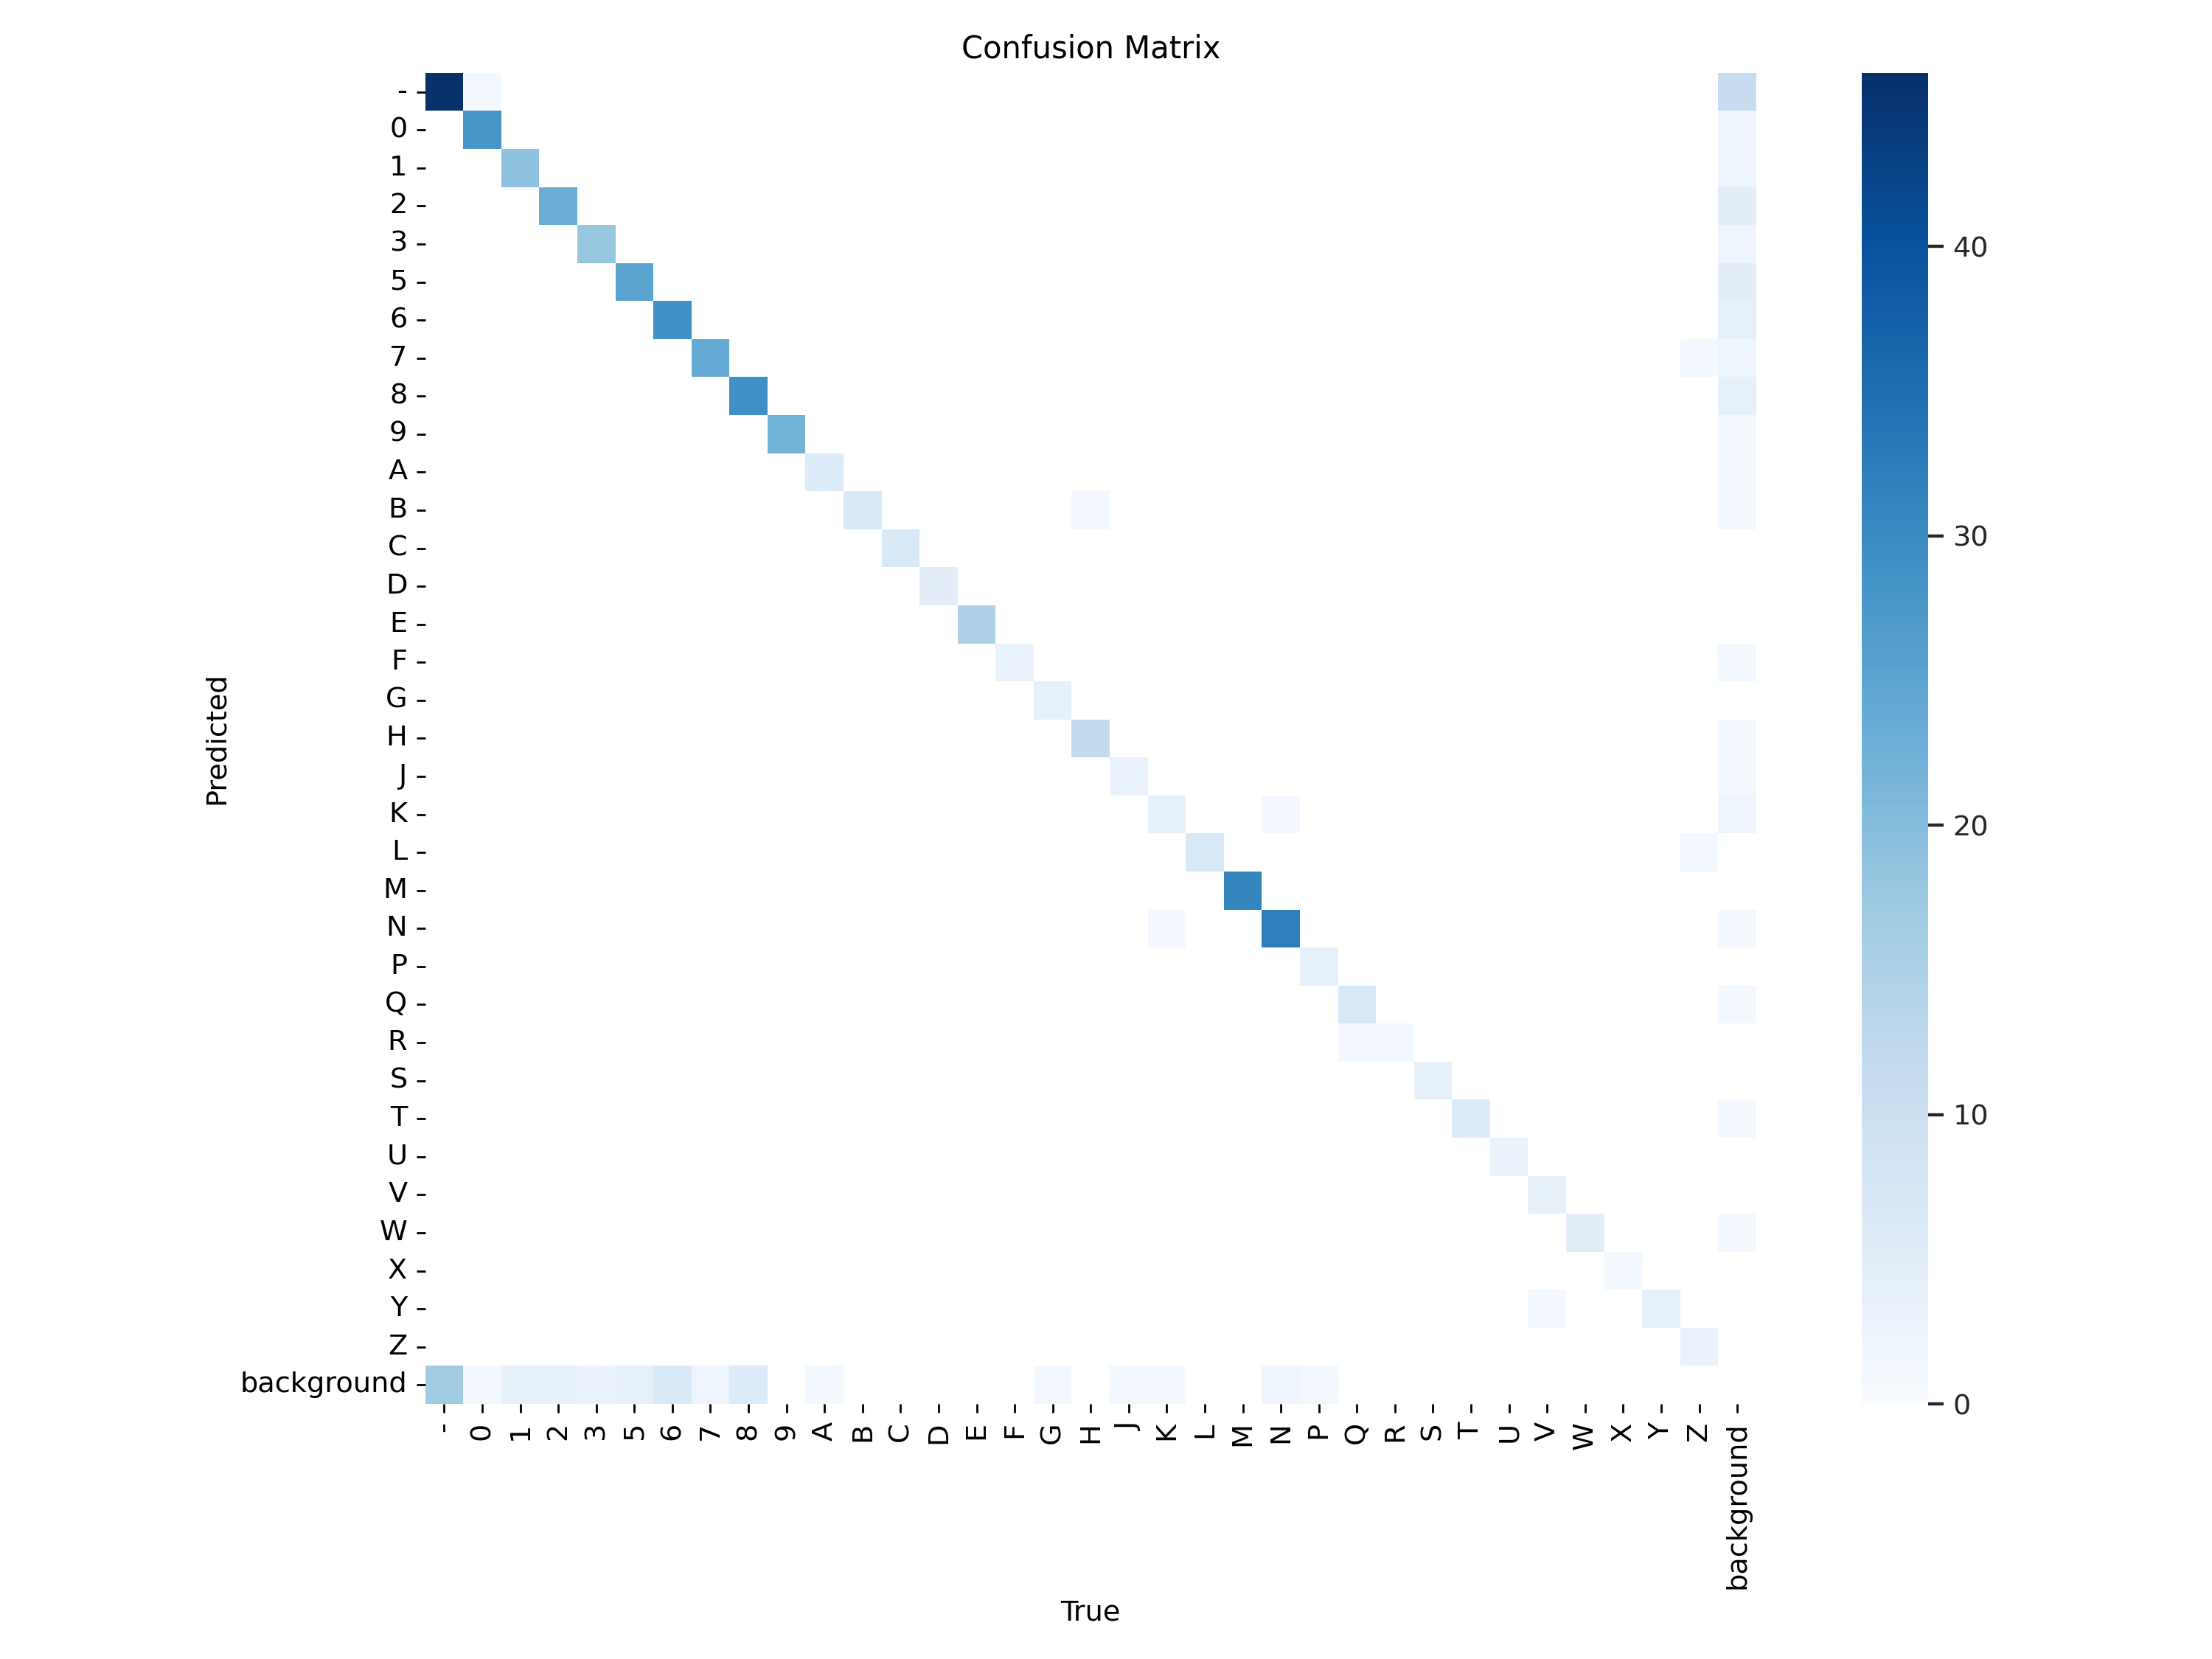 Confusion Matrix
-
0
1
2
3
5
6
7
8
9
A
B
C
D
E
F
G
H
J
K
L
M
N
P
Q
R
S
T
U
V
W
X
Y
Z
background
Predicted
- 0 1 2 3 5 6 7 8 9 A B C D E F G H J K L M N P Q R S T U V W X Y Z background
True
40
30
20
10
0